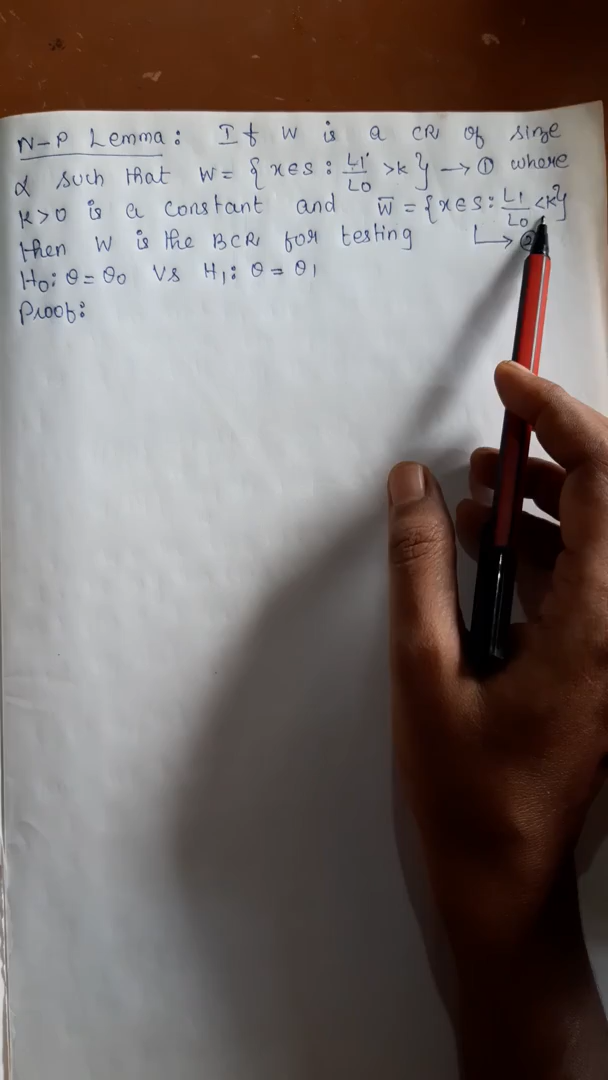 N-P Lemma: If W is a CR of size
α such that W = { x∈S : L1/L0 >k } → ① where
k>0 is a constant and W̅ = { x∈S : L1/L0 <k }
then W is the BCR for testing ↳ ②
H0: θ = θ0 Vs H1: θ = θ1
Proof: